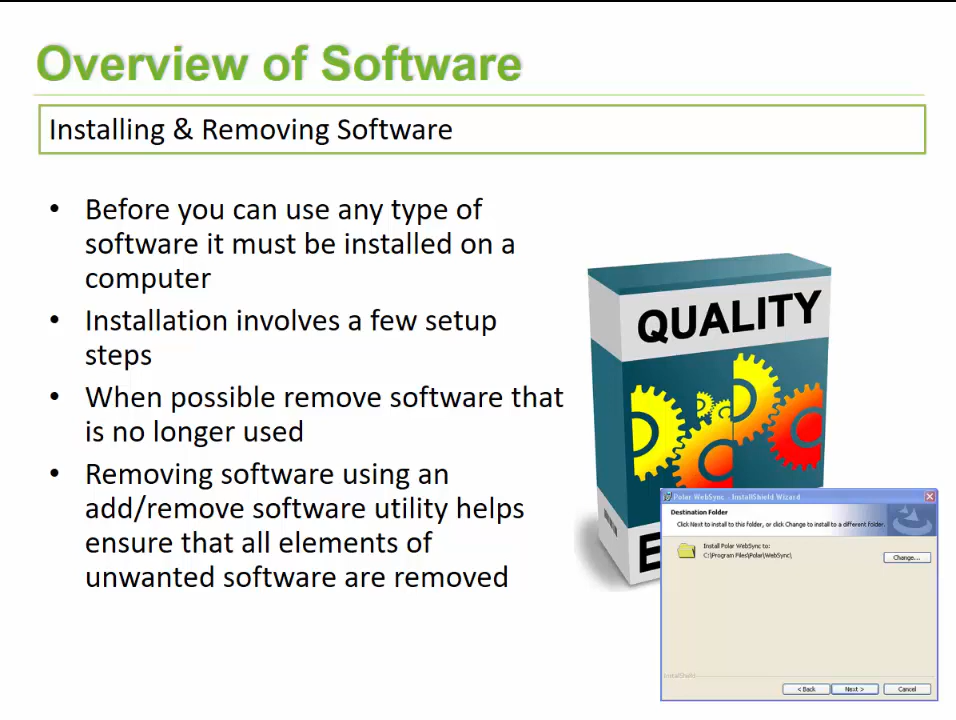 Overview of Software
Installing & Removing Software
• Before you can use any type of
software it must be installed on a
computer
• Installation involves a few setup
steps
• When possible remove software that
is no longer used
• Removing software using an
add/remove software utility helps
ensure that all elements of
unwanted software are removed
QUALITY
E
Polar WebSync - InstallShield Wizard
Destination Folder
Click Next to install to this folder, or click Change to install to a different folder.
Install Polar WebSync to:
C:\Program Files\Polar\WebSync\
Change...
InstallShield
< Back Next > Cancel